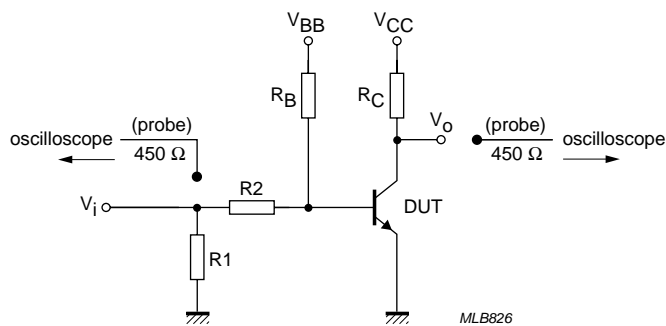 VBB
VCC
RB
RC
Vo
(probe)
oscilloscope
450 Ω
(probe)
oscilloscope
450 Ω
R2
Vi
DUT
R1
MLB826